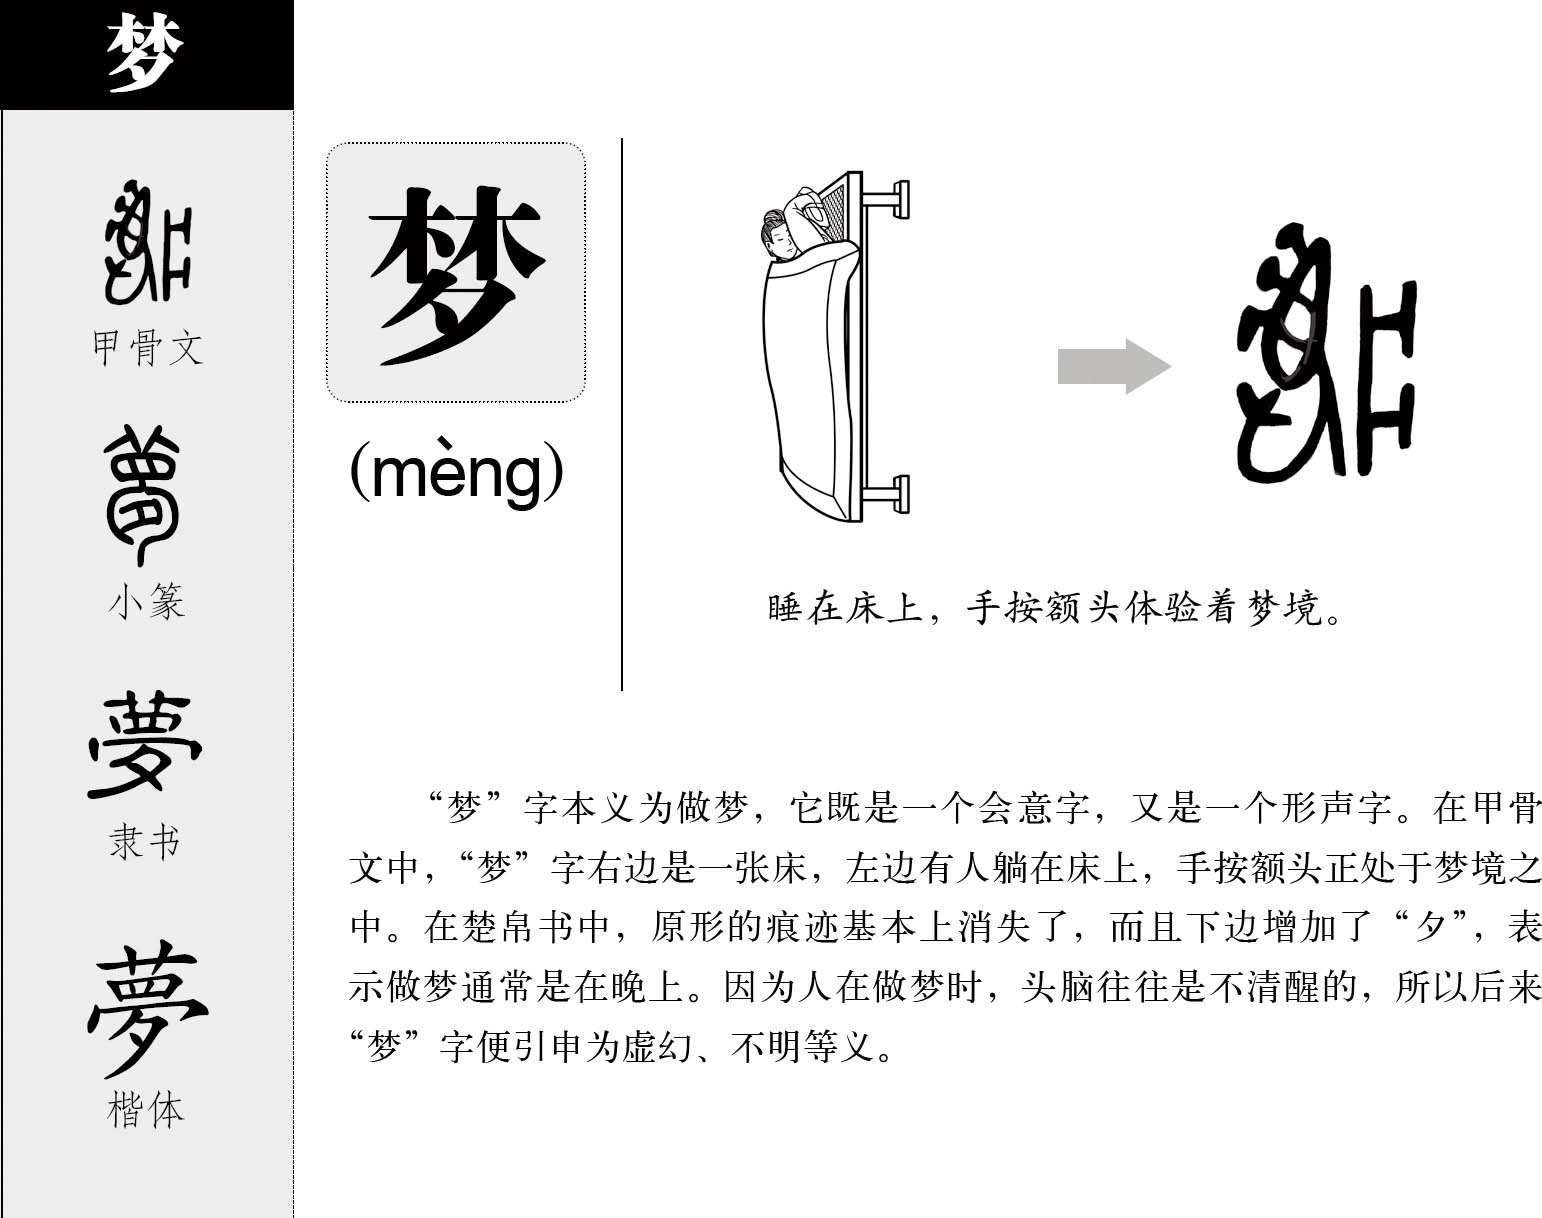 梦
甲骨文
小篆
隶书
楷体
梦
(mèng)
睡在床上，手按额头体验着梦境。
“梦”字本义为做梦，它既是一个会意字，又是一个形声字。在甲骨
文中，“梦”字右边是一张床，左边有人躺在床上，手按额头正处于梦境之
中。在楚帛书中，原形的痕迹基本上消失了，而且下边增加了“夕”，表
示做梦通常是在晚上。因为人在做梦时，头脑往往是不清醒的，所以后来
“梦”字便引申为虚幻、不明等义。